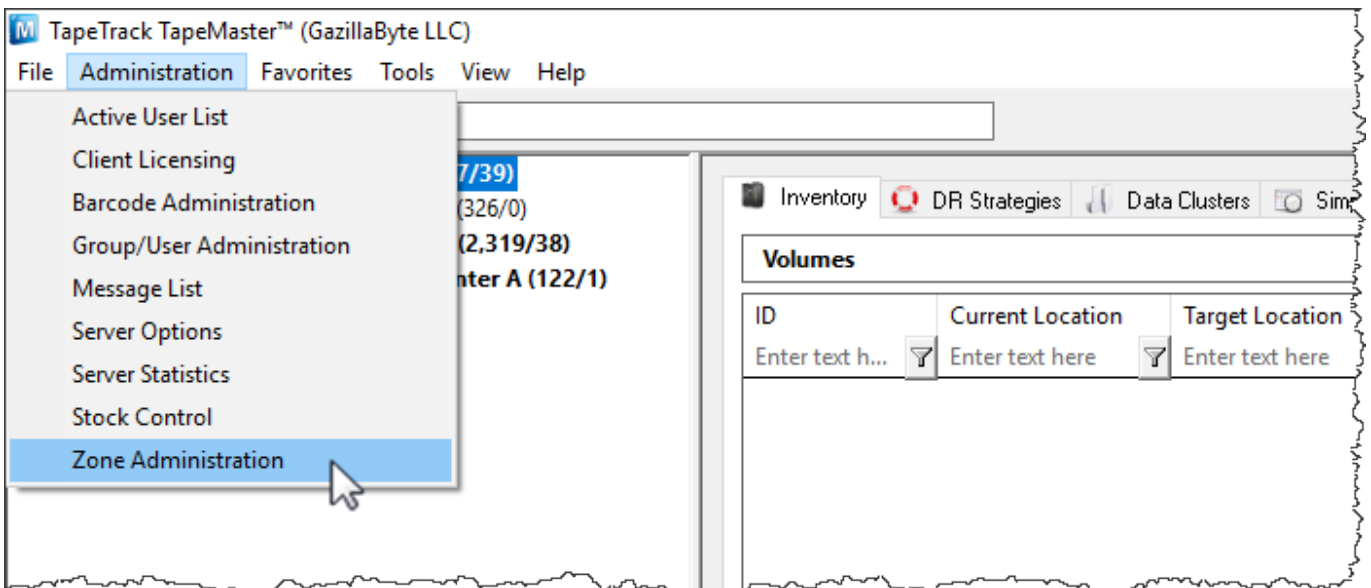 TapeTrack TapeMaster™ (GazillaByte LLC)
File Administration Favorites Tools View Help
Active User List
Client Licensing
Barcode Administration
Group/User Administration
Message List
Server Options
Server Statistics
Stock Control
Zone Administration
7/39)
(326/0)
(2,319/38)
nter A (122/1)
Inventory DR Strategies Data Clusters Sim
Volumes
ID Current Location Target Location
Enter text h... Enter text here Enter text here